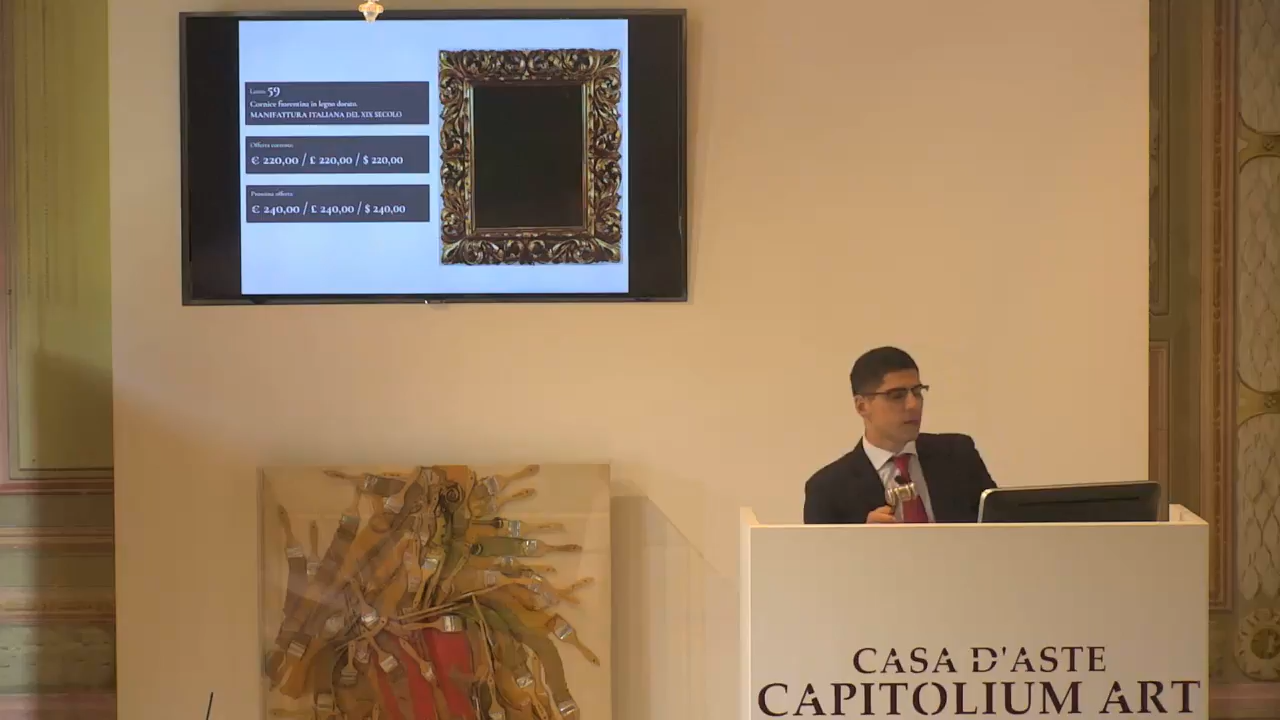 Lotto 59
Cornice fiorentina in legno dorato.
MANIFATTURA ITALIANA DEL XIX SECOLO
Offerta corrente:
€ 220,00 / £ 220,00 / $ 220,00
Prossima offerta:
€ 240,00 / £ 240,00 / $ 240,00
CASA D'ASTE
CAPITOLIUM ART